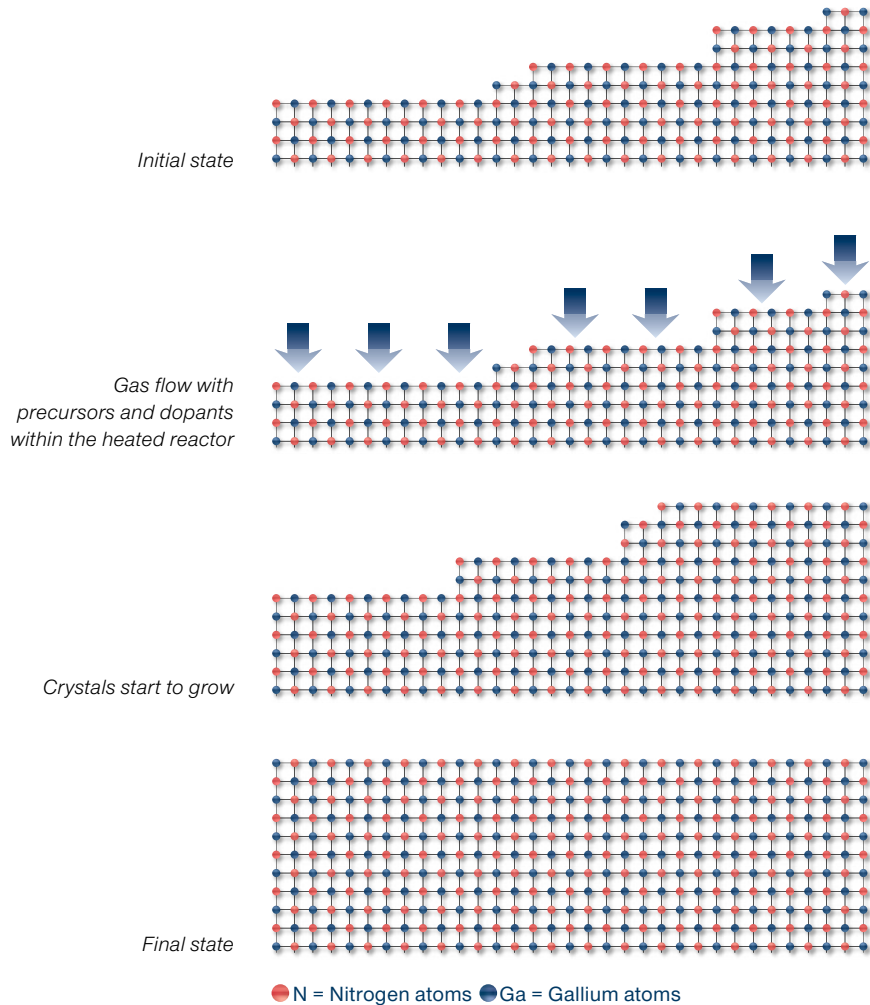 Initial state
Gas flow with
precursors and dopants
within the heated reactor
Crystals start to grow
Final state
N = Nitrogen atoms Ga = Gallium atoms